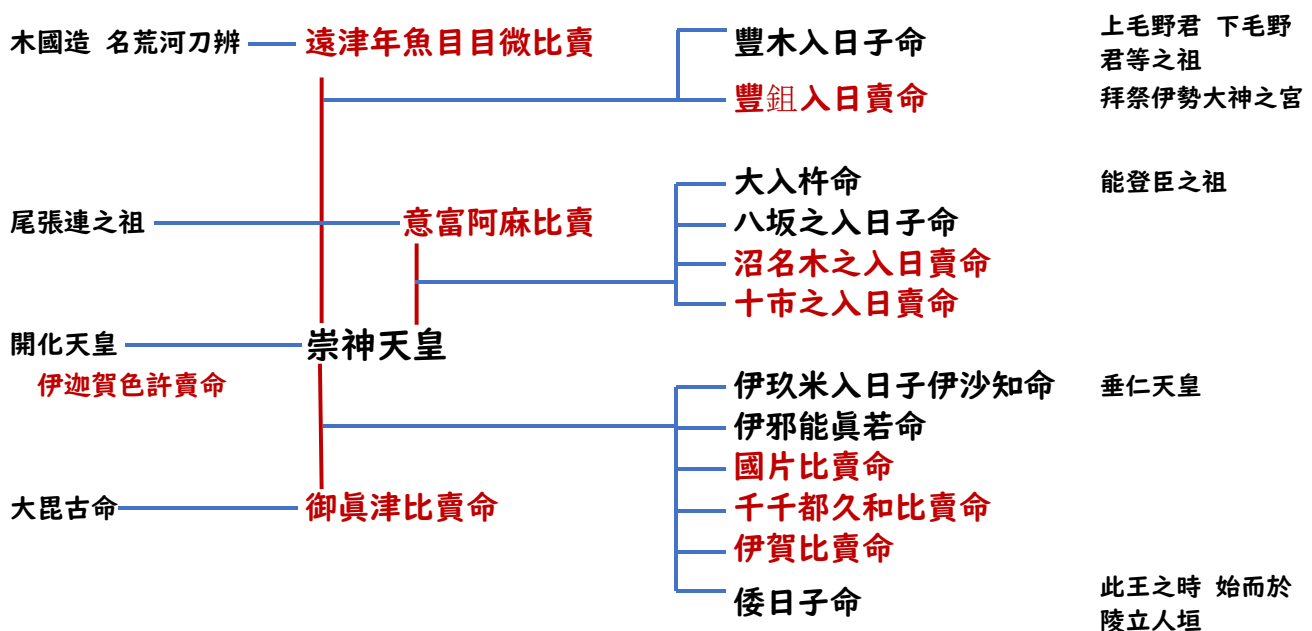 木國造 名荒河刀辨
遠津年魚目目微比賣
豐木入日子命
上毛野君 下毛野
君等之祖
豐鉏入日賣命
拜祭伊勢大神之宮
大入杵命
能登臣之祖
尾張連之祖
意富阿麻比賣
八坂之入日子命
沼名木之入日賣命
十市之入日賣命
開化天皇
崇神天皇
伊迦賀色許賣命
伊玖米入日子伊沙知命
垂仁天皇
伊邪能眞若命
國片比賣命
大毘古命
御眞津比賣命
千千都久和比賣命
伊賀比賣命
倭日子命
此王之時 始而於
陵立人垣